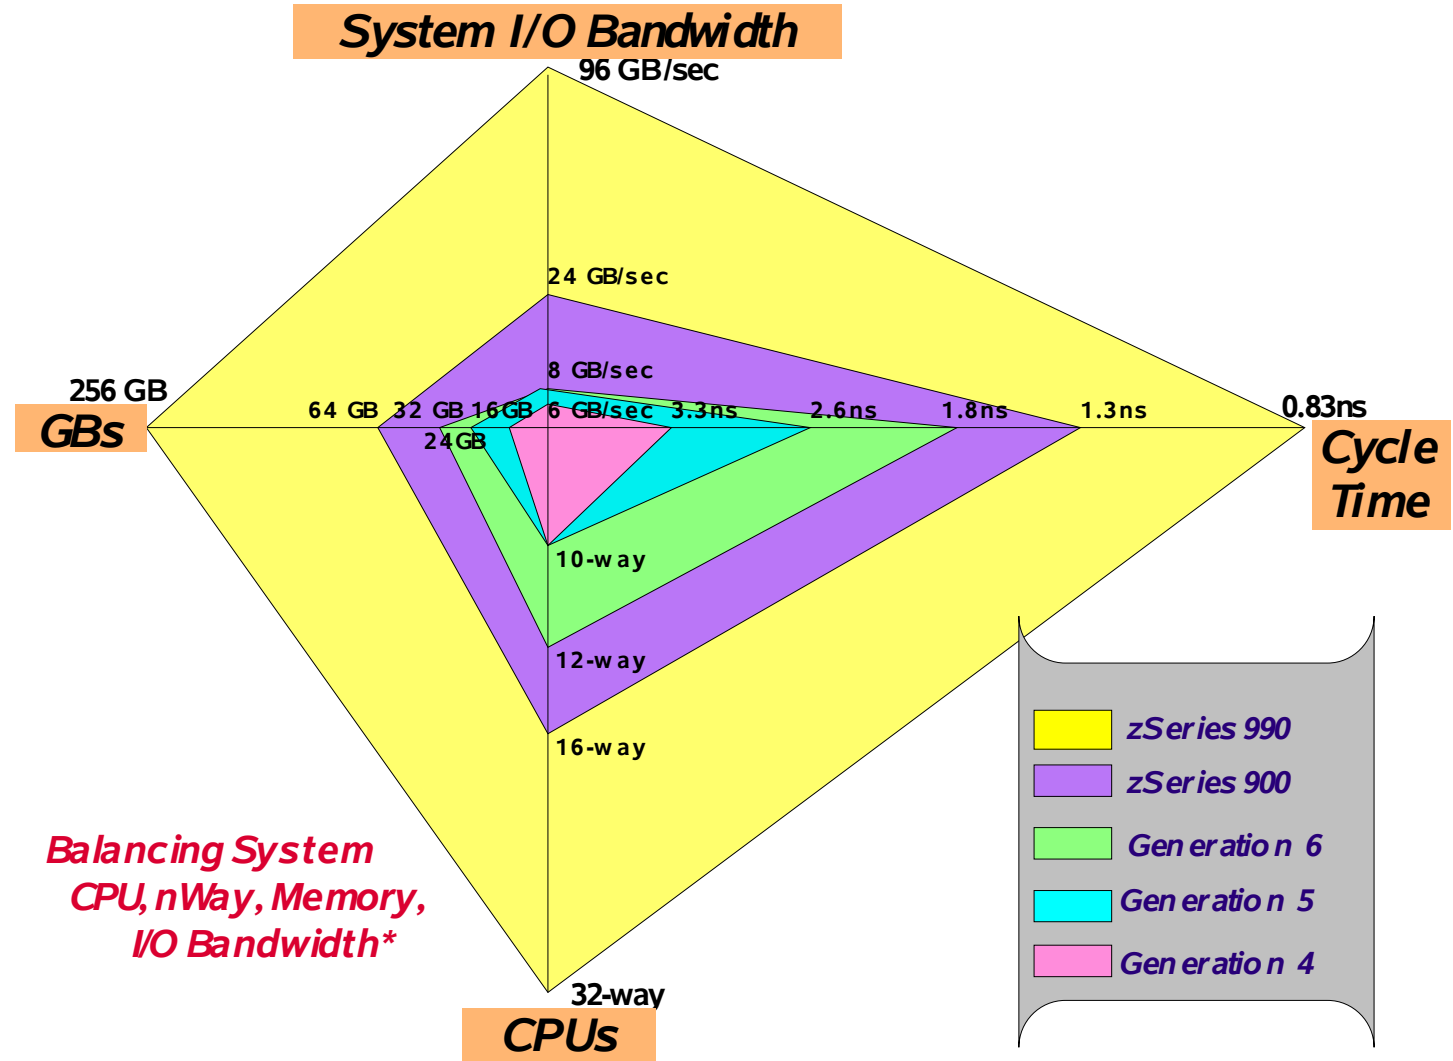 System I/O Bandwidth
96 GB/sec
24 GB/sec
8 GB/sec
256 GB
GBs
64 GB 32 GB 16GB 6 GB/sec 3.3ns 2.6ns 1.8ns 1.3ns 0.83ns
24GB
Cycle
Time
10-way
12-way
16-way
32-way
CPUs
zSeries 990
zSeries 900
Generation 6
Generation 5
Generation 4
Balancing System
CPU, nWay, Memory,
I/O Bandwidth*